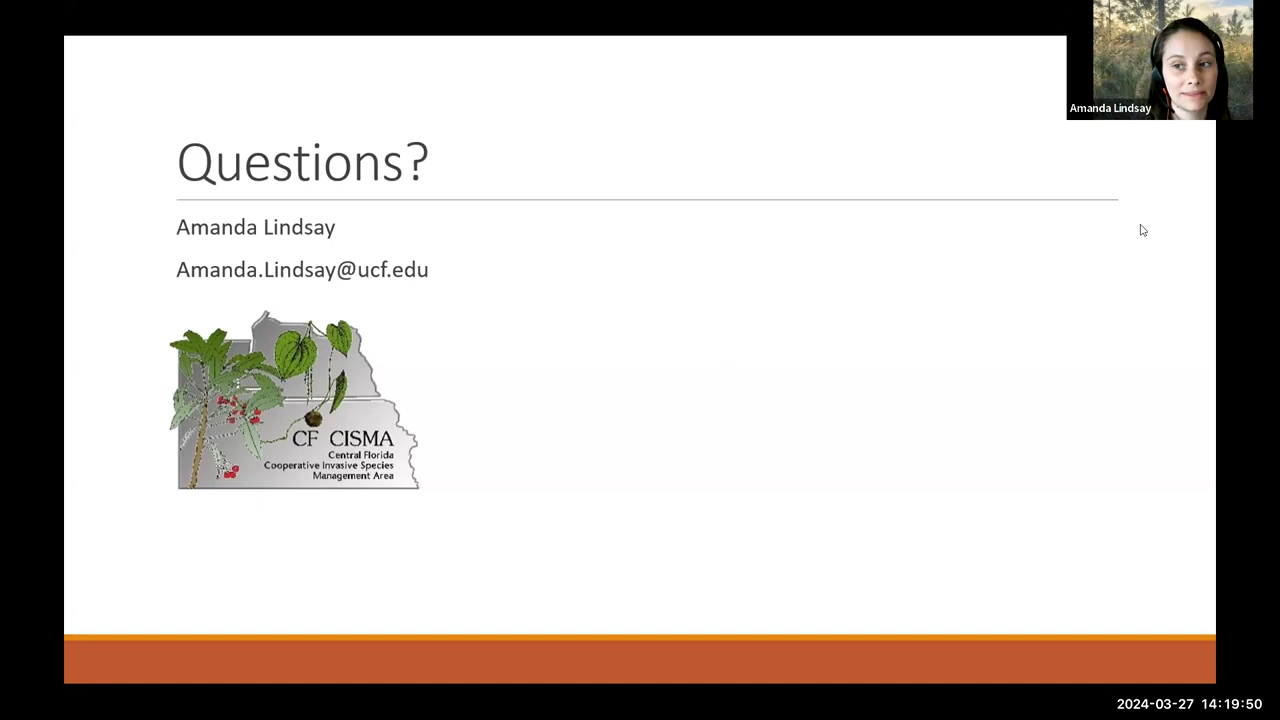 Amanda Lindsay
Questions?
Amanda Lindsay
Amanda.Lindsay@ucf.edu
CF CISMA
Central Florida
Cooperative Invasive Species
Management Area
2024-03-27 14:19:50